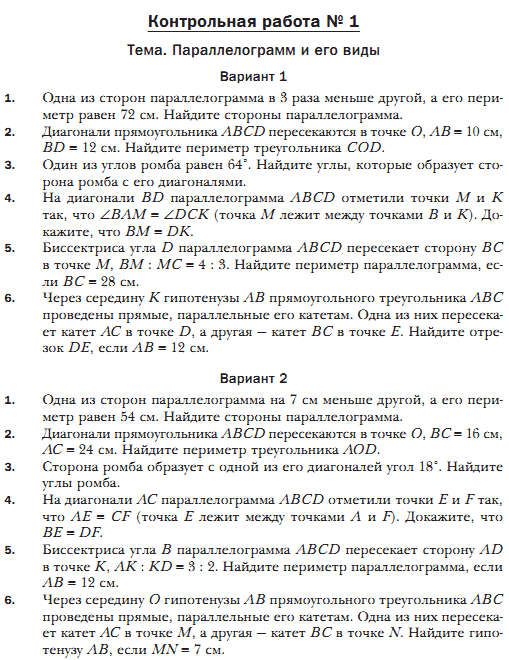 Контрольная работа № 1
Тема. Параллелограмм и его виды
Вариант 1
1. Одна из сторон параллелограмма в 3 раза меньше другой, а его пери-
метр равен 72 см. Найдите стороны параллелограмма.
2. Диагонали прямоугольника ABCD пересекаются в точке O, AB = 10 см,
BD = 12 см. Найдите периметр треугольника COD.
3. Один из углов ромба равен 64°. Найдите углы, которые образует сто-
рона ромба с его диагоналями.
4. На диагонали BD параллелограмма ABCD отметили точки M и K
так, что ∠BAM = ∠DCK (точка M лежит между точками B и K). До-
кажите, что BM = DK.
5. Биссектриса угла D параллелограмма ABCD пересекает сторону BC
в точке M, BM : MC = 4 : 3. Найдите периметр параллелограмма, ес-
ли BC = 28 см.
6. Через середину K гипотенузы AB прямоугольного треугольника ABC
проведены прямые, параллельные его катетам. Одна из них пересека-
ет катет AC в точке D, а другая – катет BC в точке E. Найдите отре-
зок DE, если AB = 12 см.
Вариант 2
1. Одна из сторон параллелограмма на 7 см меньше другой, а его пери-
метр равен 54 см. Найдите стороны параллелограмма.
2. Диагонали прямоугольника ABCD пересекаются в точке O, BC = 16 см,
AC = 24 см. Найдите периметр треугольника AOD.
3. Сторона ромба образует с одной из его диагоналей угол 18°. Найдите
углы ромба.
4. На диагонали AC параллелограмма ABCD отметили точки E и F так,
что AE = CF (точка E лежит между точками A и F). Докажите, что
BE = DF.
5. Биссектриса угла B параллелограмма ABCD пересекает сторону AD
в точке K, AK : KD = 3 : 2. Найдите периметр параллелограмма, если
AB = 12 см.
6. Через середину O гипотенузы AB прямоугольного треугольника ABC
проведены прямые, параллельные его катетам. Одна из них пересека-
ет катет AC в точке M, а другая – катет BC в точке N. Найдите гипо-
тенузу AB, если MN = 7 см.